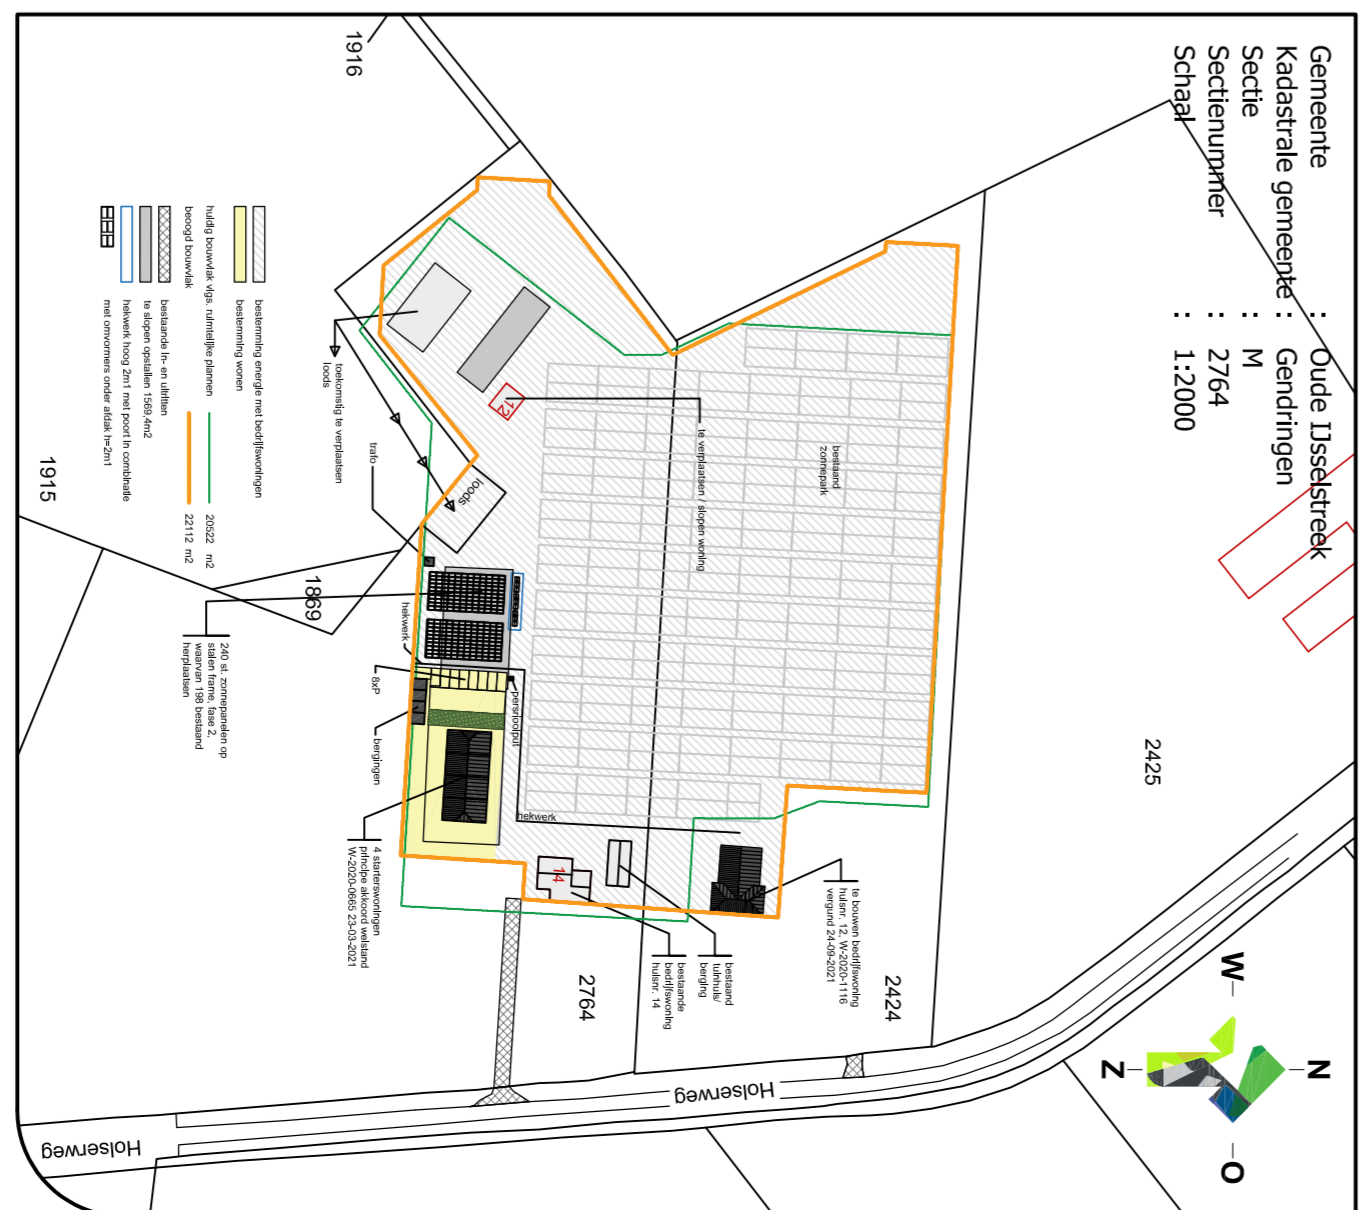 Gemeente : Oude IJsselstreek
Kadastrale gemeente : Gendringen
Sectie : M
Sectienummer : 2764
Schaal : 1:2000
1916
2425
bestaand
zonnepark
te verplaatsen / slopen woning
12
toekomstig te verplaatsen
loods
loods
trafo
1915
1869
hekwerk
8xP
persrioolput
bergingen
hekwerk
240 st. zonnepanelen op
stalen frame, fase 2,
waarvan 198 bestaand
herplaatsen
4 starterswoningen
principe akkoord welstand
W-2020-0665 23-03-2021
14
te bouwen bedrijfswoning
huisnr. 12, W-2020-1116
vergund 24-09-2021
bestaand
tuinhuis/
berging
bestaande
bedrijfswoning
huisnr. 14
2424
2764
Holserweg
Holserweg
N
W
O
Z
bestemming energie met bedrijfswoningen
bestemming wonen
huidig bouwvlak vlgs. ruimtelijke plannen 20522 m2
beoogd bouwvlak 22112 m2
bestaande in- en uitritten
te slopen opstallen 1569,4m2
hekwerk hoog 2m1 met poort in combinatie
met omvormers onder afdak h=2m1